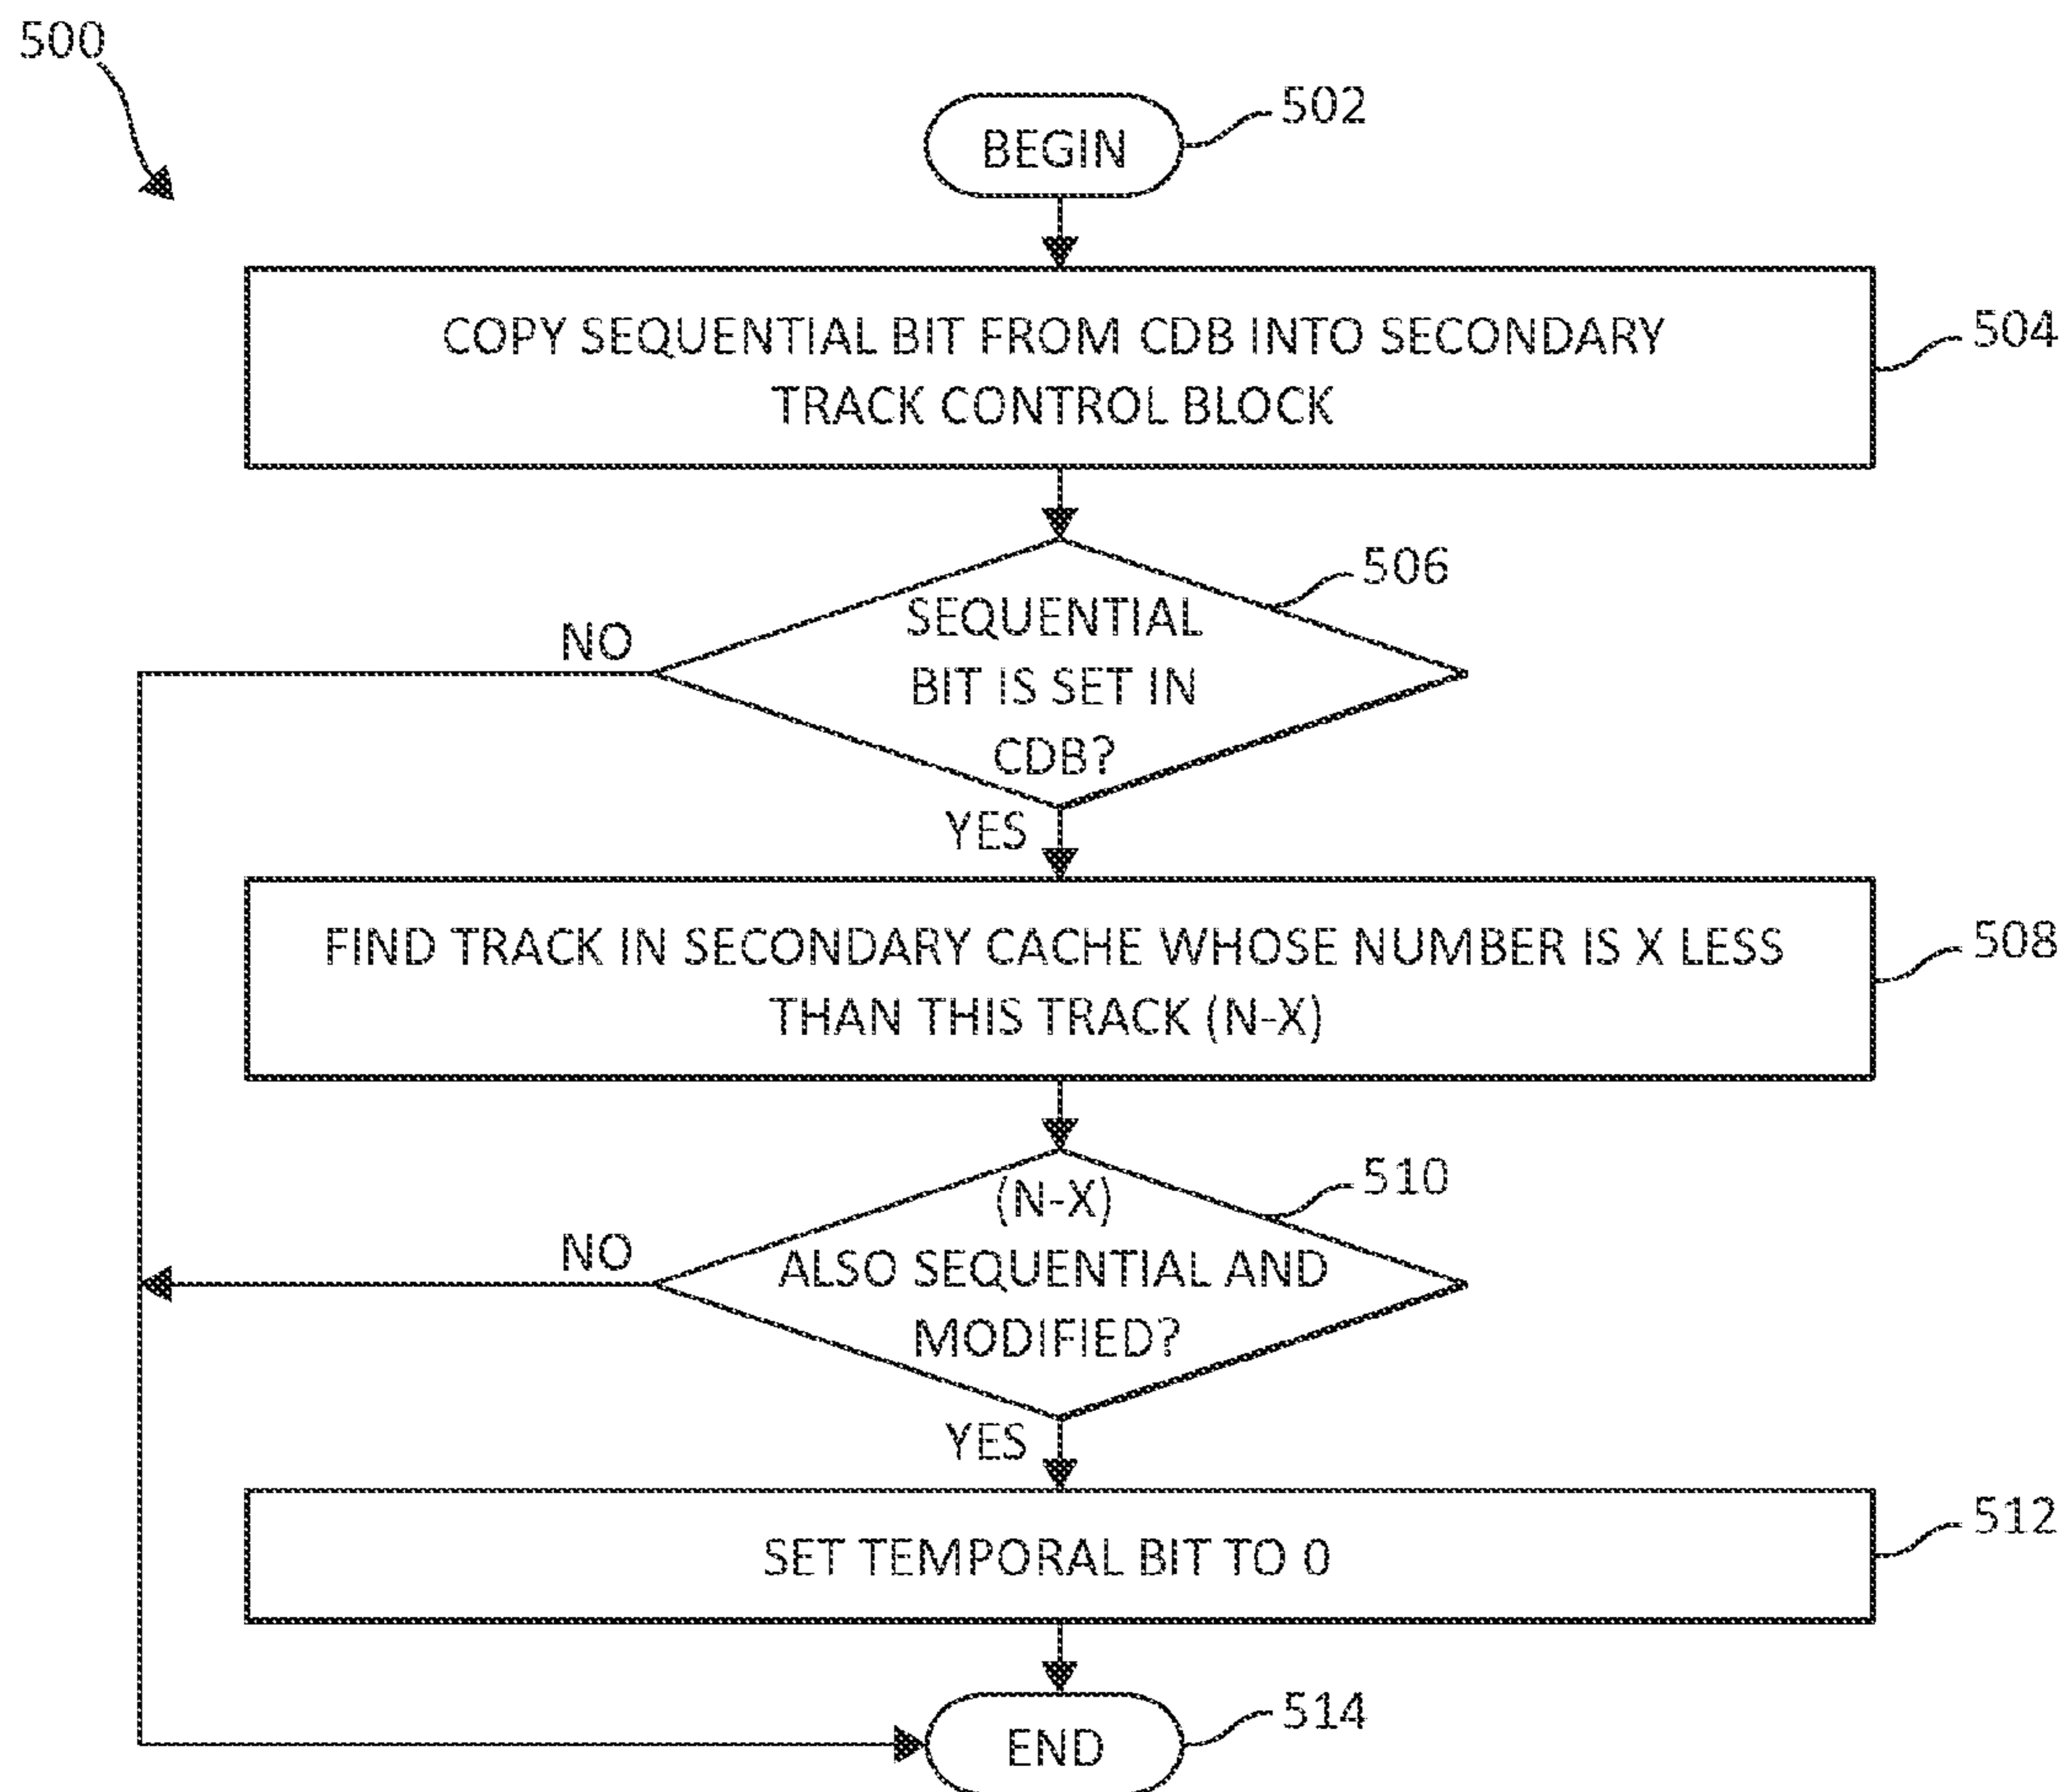 500
BEGIN
502
COPY SEQUENTIAL BIT FROM CDB INTO SECONDARY
TRACK CONTROL BLOCK
504
506
SEQUENTIAL
BIT IS SET IN
CDB?
NO
YES
FIND TRACK IN SECONDARY CACHE WHOSE NUMBER IS X LESS
THAN THIS TRACK (N-X)
508
510
(N-X)
ALSO SEQUENTIAL AND
MODIFIED?
NO
YES
SET TEMPORAL BIT TO 0
512
END
514